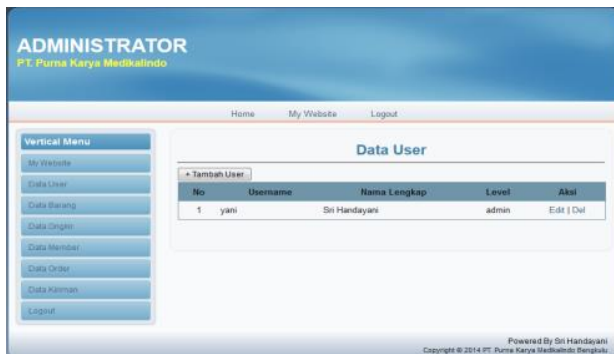 ADMINISTRATOR
PT. Purna Karya Medikalindo
Home My Website Logout
Vertical Menu
My Website
Data User
Data Barang
Data Ongkir
Data Member
Data Order
Data Kiriman
Logout
Data User
+ Tambah User
No Username Nama Lengkap Level Aksi
1 yani Sri Handayani admin Edit | Del
Powered By Sri Handayani
Copyright © 2014 PT. Purna Karya Medikalindo Bengkulu